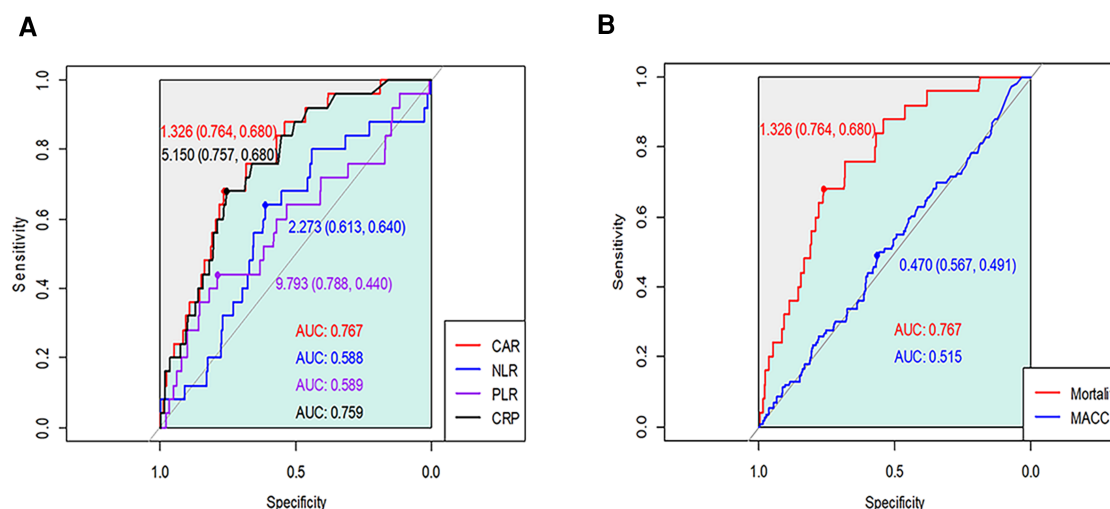 A
1.0
0.8
0.6
0.4
0.2
0.0
Sensitivity
1.326 (0.764, 0.680)
5.150 (0.757, 0.680)
2.273 (0.613, 0.640)
9.793 (0.788, 0.440)
AUC: 0.767
AUC: 0.588
AUC: 0.589
AUC: 0.759
CAR
NLR
PLR
CRP
1.0 0.5 0.0
Specificity
B
1.0
0.8
0.6
0.4
0.2
0.0
Sensitivity
1.326 (0.764, 0.680)
0.470 (0.567, 0.491)
AUC: 0.767
AUC: 0.515
Mortali
MACC
1.0 0.5 0.0
Specificity